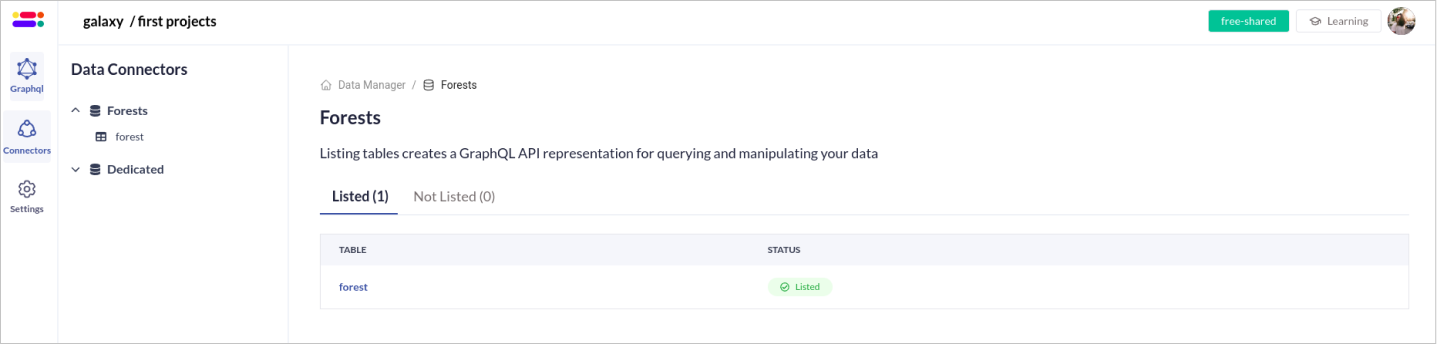 galaxy / first projects
free-shared
Learning
Graphql
Connectors
Settings
Data Connectors
Forests
forest
Dedicated
Data Manager / Forests
Forests
Listing tables creates a GraphQL API representation for querying and manipulating your data
Listed (1) Not Listed (0)
TABLE STATUS
forest Listed